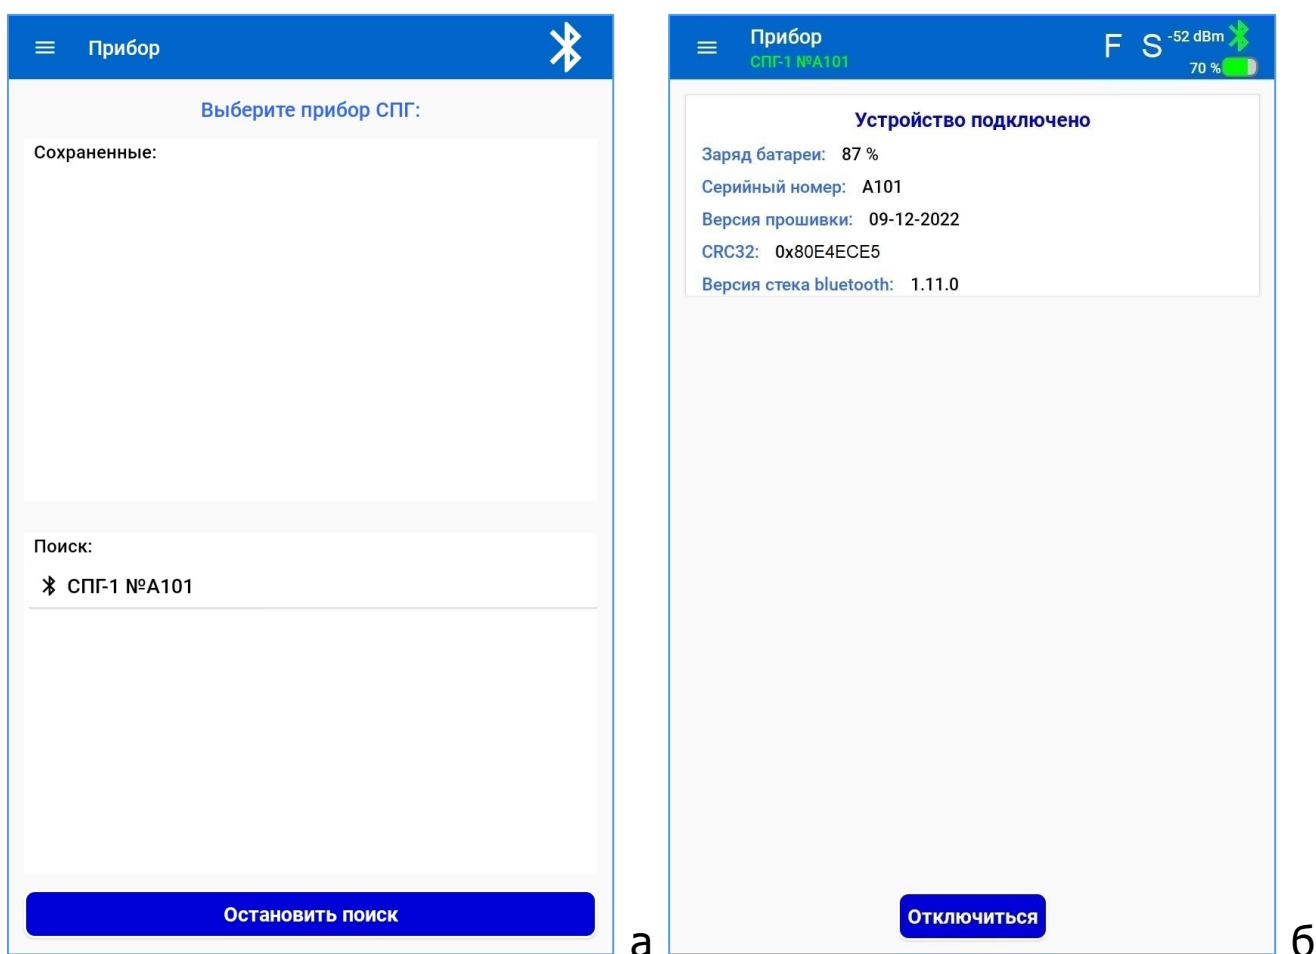 Прибор
Выберите прибор СПГ:
Сохраненные:
Поиск:
СПГ-1 №A101
Остановить поиск
а
Прибор
СПГ-1 №A101
F S -52 dBm
70 %
Устройство подключено
Заряд батареи: 87 %
Серийный номер: A101
Версия прошивки: 09-12-2022
CRC32: 0x80E4ECE5
Версия стека bluetooth: 1.11.0
Отключиться
б